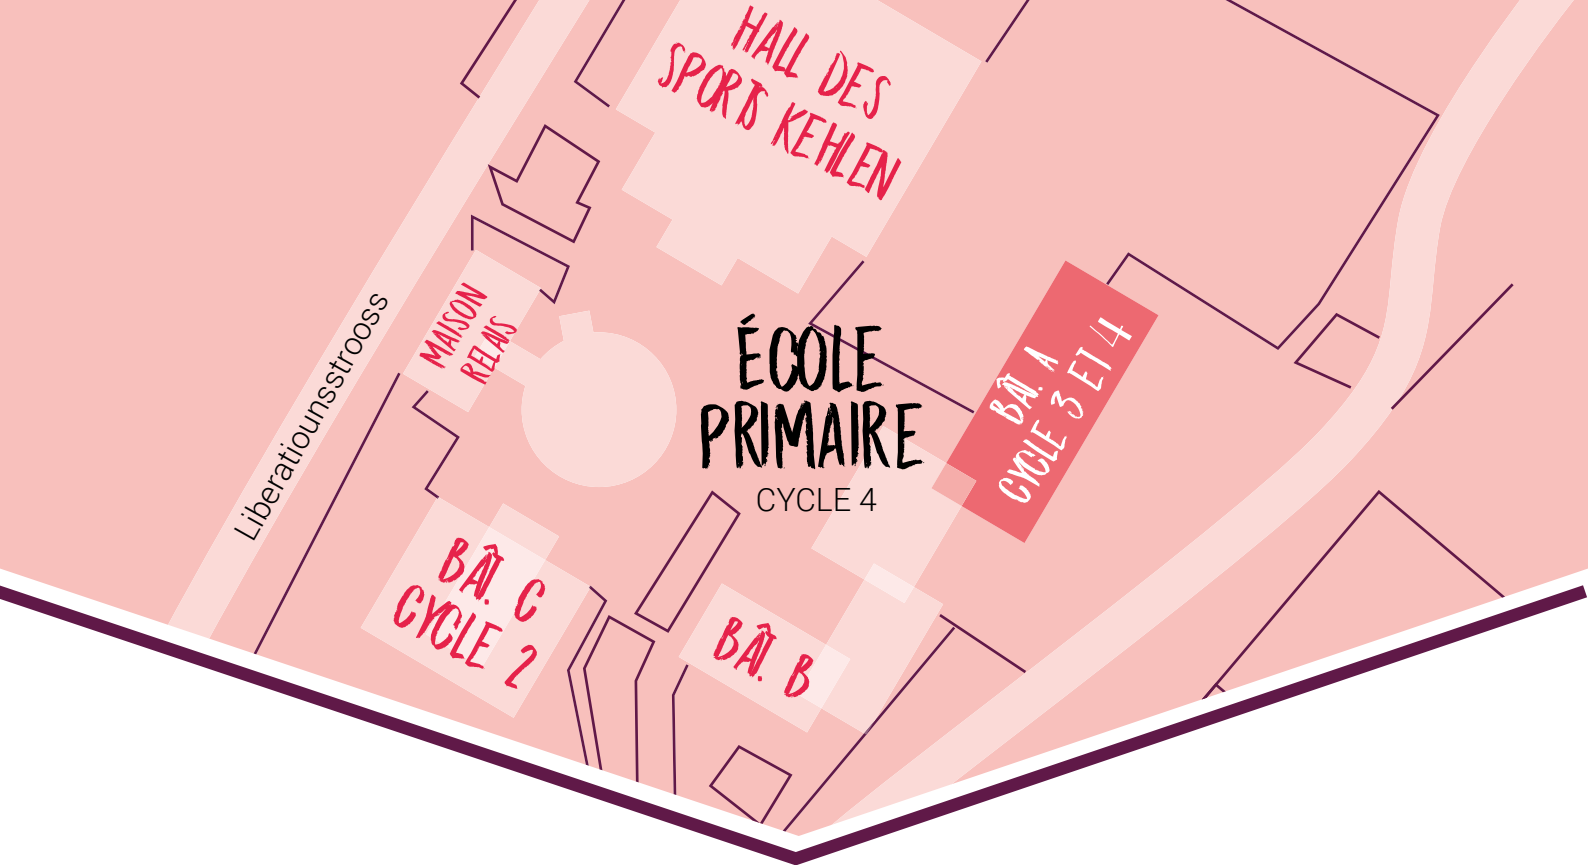 HALL DES
SPORTS KEHLEN
MAISON
RELAIS
Liberatiounsstrooss
ÉCOLE
PRIMAIRE
CYCLE 4
BÂT. A
CYCLE 3 ET 4
BÂT. C
CYCLE 2
BÂT. B